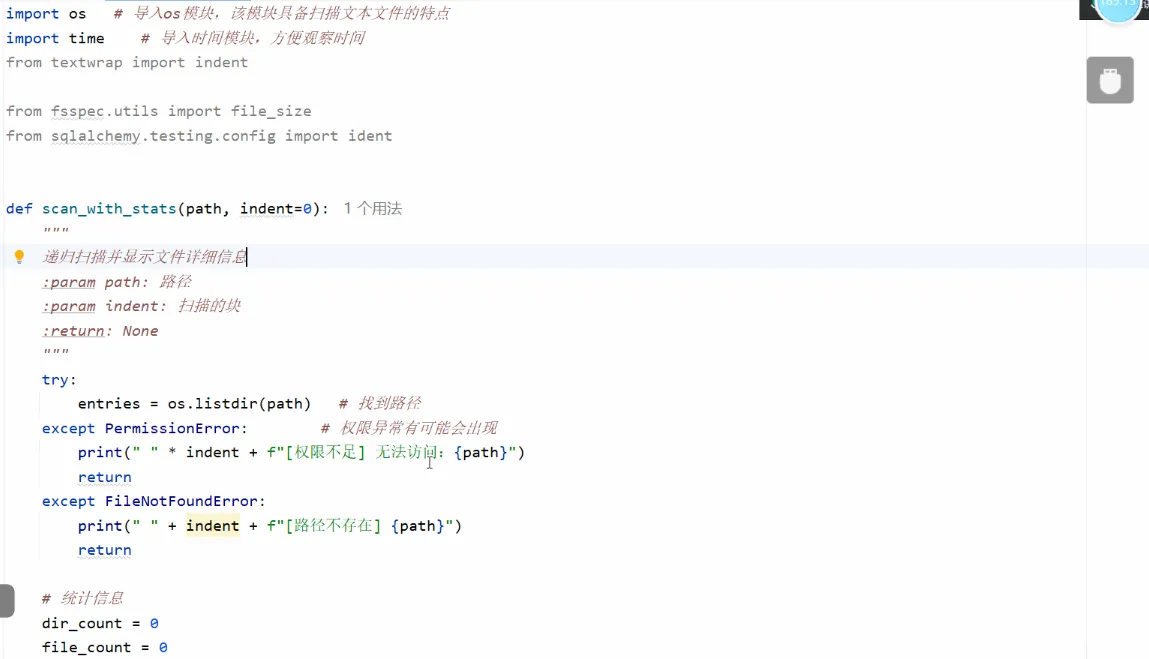 import os   # 导入os模块，该模块具备扫描文本文件的特点
import time    # 导入时间模块，方便观察时间
from textwrap import indent
from fsspec.utils import file_size
from sqlalchemy.testing.config import ident
def scan_with_stats(path, indent=0): 1个用法
"""
递归扫描并显示文件详细信息
:param path: 路径
:param indent: 扫描的块
:return: None
"""
try:
entries = os.listdir(path)   # 找到路径
except PermissionError:        # 权限异常有可能会出现
print(" " * indent + f"[权限不足] 无法访问：{path}")
return
except FileNotFoundError:
print(" " + indent + f"[路径不存在] {path}")
return
# 统计信息
dir_count = 0
file_count = 0